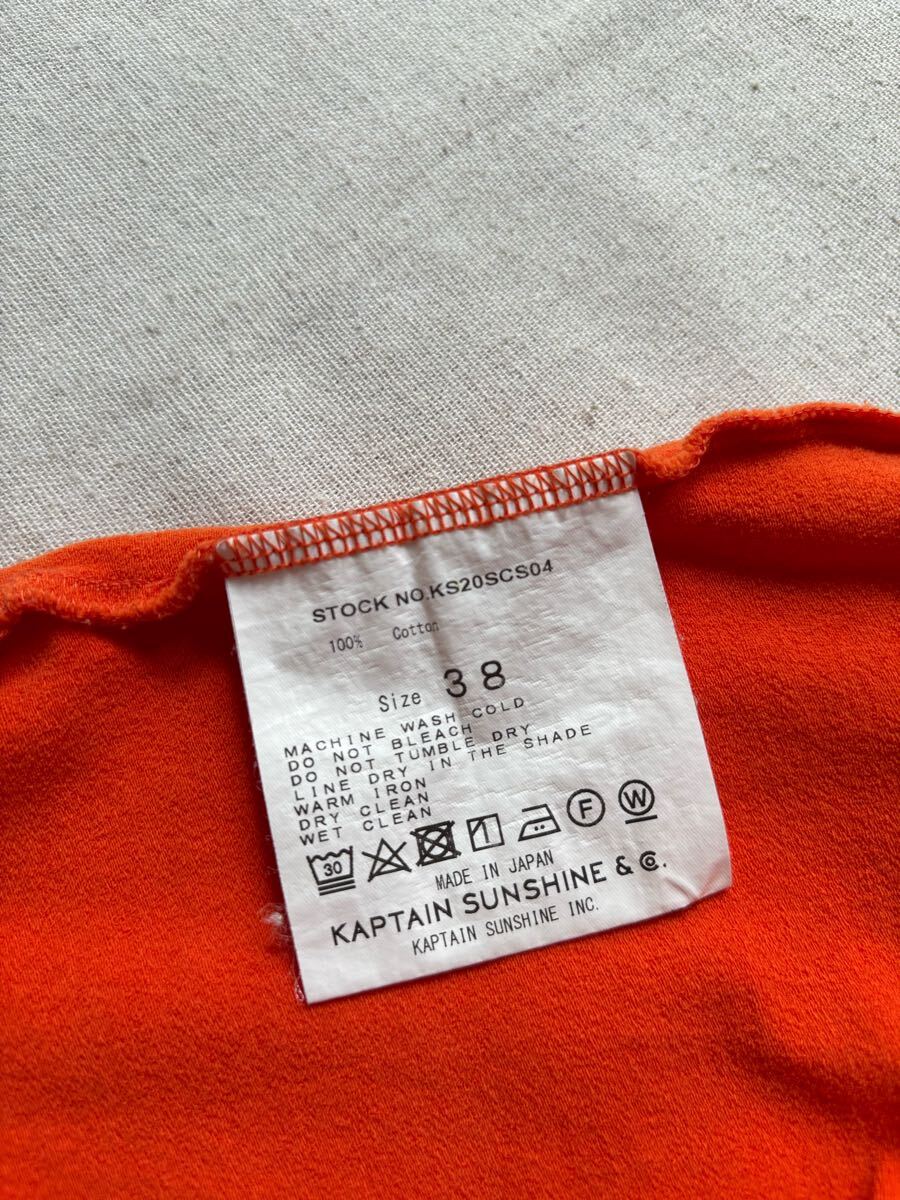 STOCK NO.KS20SCS04
100% Cotton
Size 38
MACHINE WASH COLD
DO NOT BLEACH
DO NOT TUMBLE DRY
LINE DRY IN THE SHADE
WARM IRON
DRY CLEAN
WET CLEAN
30 F W
MADE IN JAPAN
KAPTAIN SUNSHINE & Co.
KAPTAIN SUNSHINE INC.